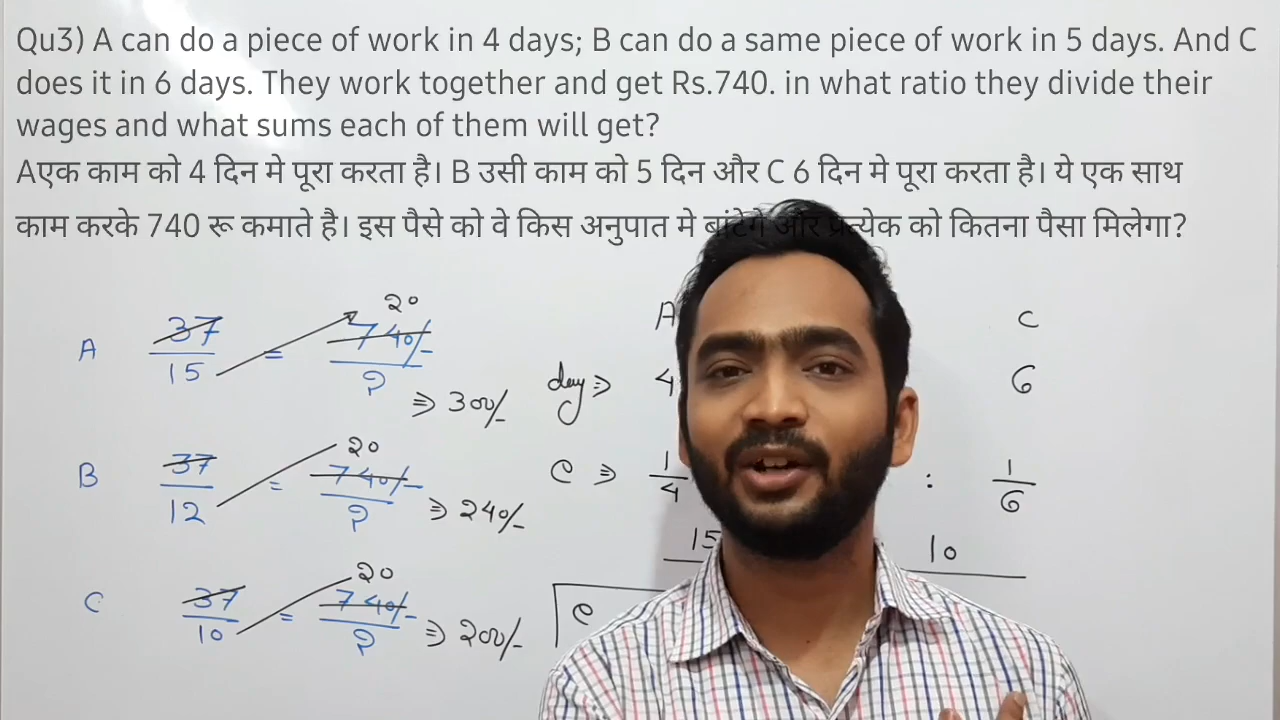 Qu3) A can do a piece of work in 4 days; B can do a same piece of work in 5 days. And C
does it in 6 days. They work together and get Rs.740. in what ratio they divide their
wages and what sums each of them will get?
Aएक काम को 4 दिन मे पूरा करता है। B उसी काम को 5 दिन और C 6 दिन मे पूरा करता है। ये एक साथ
काम करके 740 रू कमाते है। इस पैसे को वे किस अनुपात मे बांटेगे और प्रत्येक को कितना पैसा मिलेगा?
20
A 37/15 = 740/- / ? ⇒ 300/-
20
B 37/12 = 740/- / ? ⇒ 240/-
20
C 37/10 = 740/- / ? ⇒ 200/-
A C
day ⇒ 4 6
e ⇒ 1/4 : 1/6
15 : 10
e